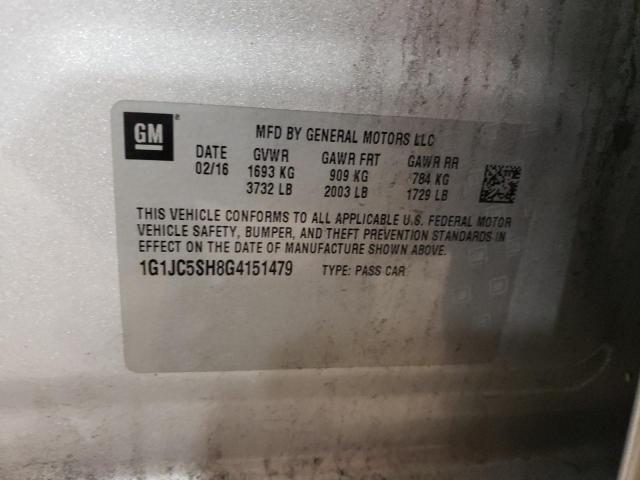 GM ®
MFD BY GENERAL MOTORS LLC
DATE GVWR GAWR FRT GAWR RR
02/16 1693 KG 909 KG 784 KG
3732 LB 2003 LB 1729 LB
THIS VEHICLE CONFORMS TO ALL APPLICABLE U.S. FEDERAL MOTOR
VEHICLE SAFETY, BUMPER, AND THEFT PREVENTION STANDARDS IN
EFFECT ON THE DATE OF MANUFACTURE SHOWN ABOVE.
1G1JC5SH8G4151479 TYPE: PASS CAR